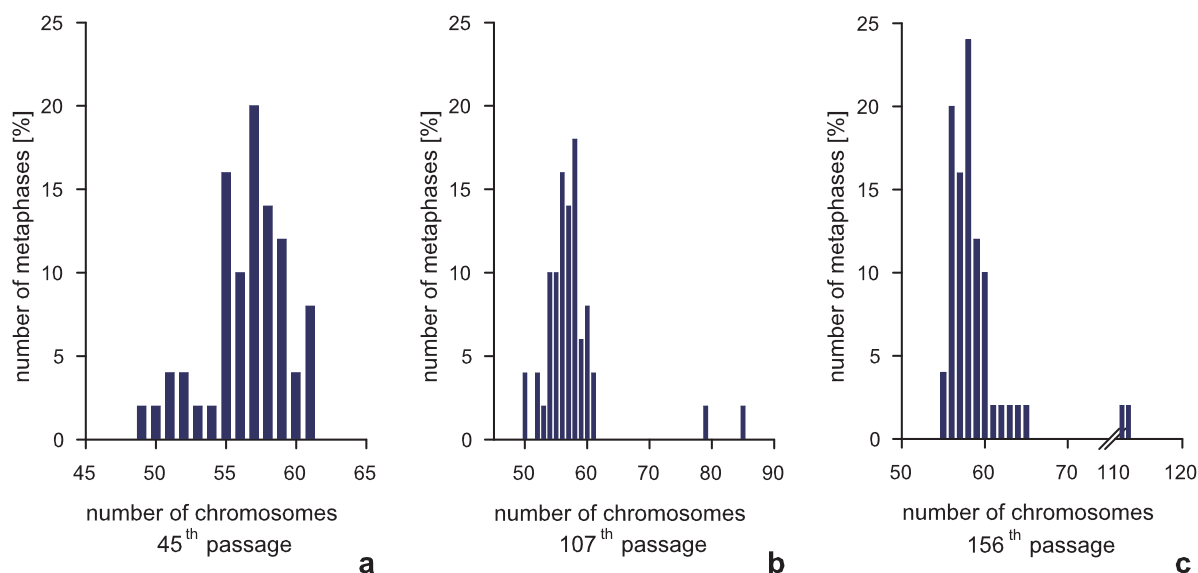 25
20
15
10
5
0
number of metaphases [%]
45 50 55 60 65
number of chromosomes
45th passage
a
25
20
15
10
5
0
number of metaphases [%]
50 60 70 80 90
number of chromosomes
107th passage
b
25
20
15
10
5
0
number of metaphases [%]
50 60 70 110 120
number of chromosomes
156th passage
c